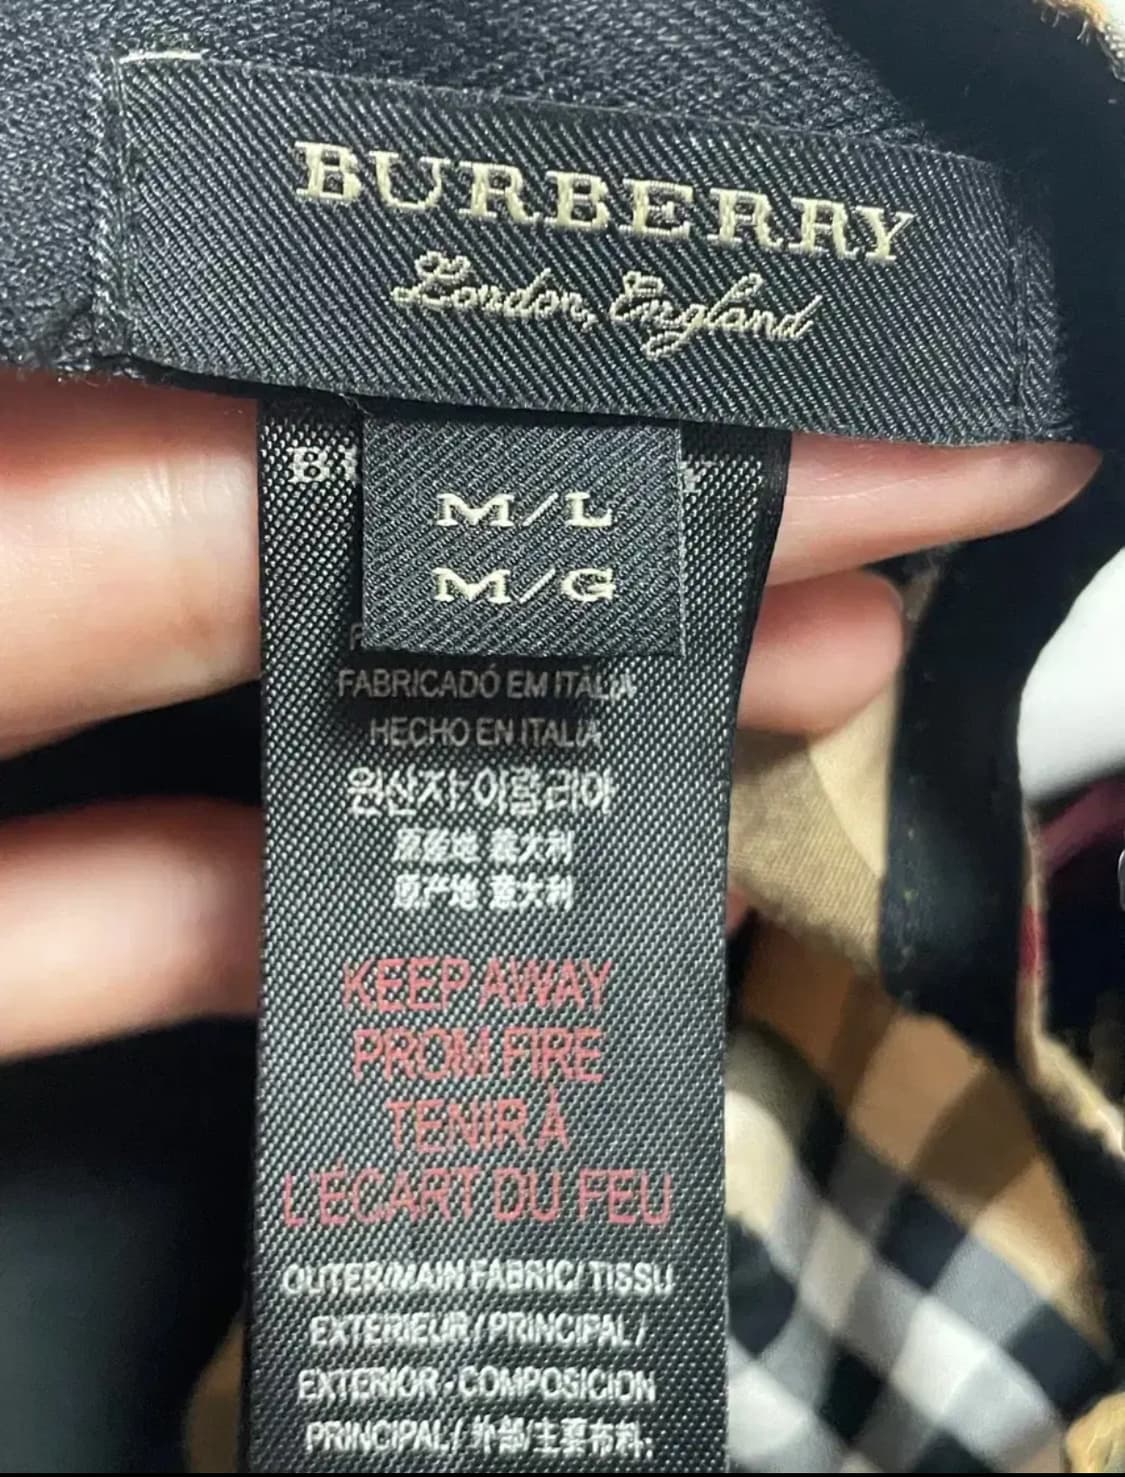 BURBERRY
London, England
M/L
M/G
FABRICADÓ EM ITÁLIA
HECHO EN ITALIA
원산지:이탈리아
原產地 意大利
原产地 意大利
KEEP AWAY
PROM FIRE
TENIR À
L'ÉCART DU FEU
OUTER/MAIN FABRIC/TISSU
EXTERIEUR/PRINCIPAL/
EXTERIOR-COMPOSICION
PRINCIPAL/外部/主要布料: